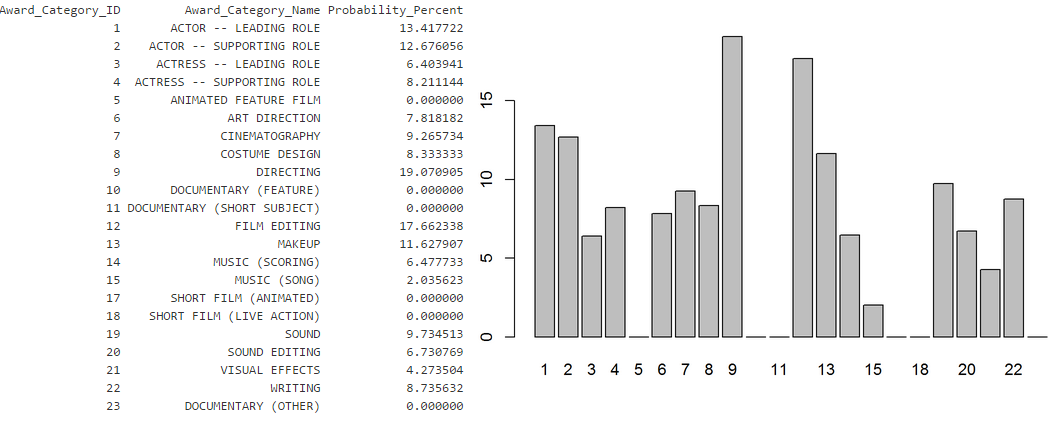 Award_Category_ID Award_Category_Name Probability_Percent
1 ACTOR -- LEADING ROLE 13.417722
2 ACTOR -- SUPPORTING ROLE 12.676056
3 ACTRESS -- LEADING ROLE 6.403941
4 ACTRESS -- SUPPORTING ROLE 8.211144
5 ANIMATED FEATURE FILM 0.000000
6 ART DIRECTION 7.818182
7 CINEMATOGRAPHY 9.265734
8 COSTUME DESIGN 8.333333
9 DIRECTING 19.070905
10 DOCUMENTARY (FEATURE) 0.000000
11 DOCUMENTARY (SHORT SUBJECT) 0.000000
12 FILM EDITING 17.662338
13 MAKEUP 11.627907
14 MUSIC (SCORING) 6.477733
15 MUSIC (SONG) 2.035623
17 SHORT FILM (ANIMATED) 0.000000
18 SHORT FILM (LIVE ACTION) 0.000000
19 SOUND 9.734513
20 SOUND EDITING 6.730769
21 VISUAL EFFECTS 4.273504
22 WRITING 8.735632
23 DOCUMENTARY (OTHER) 0.000000
15
10
5
0
1 2 3 4 5 6 7 8 9 11 13 15 18 20 22